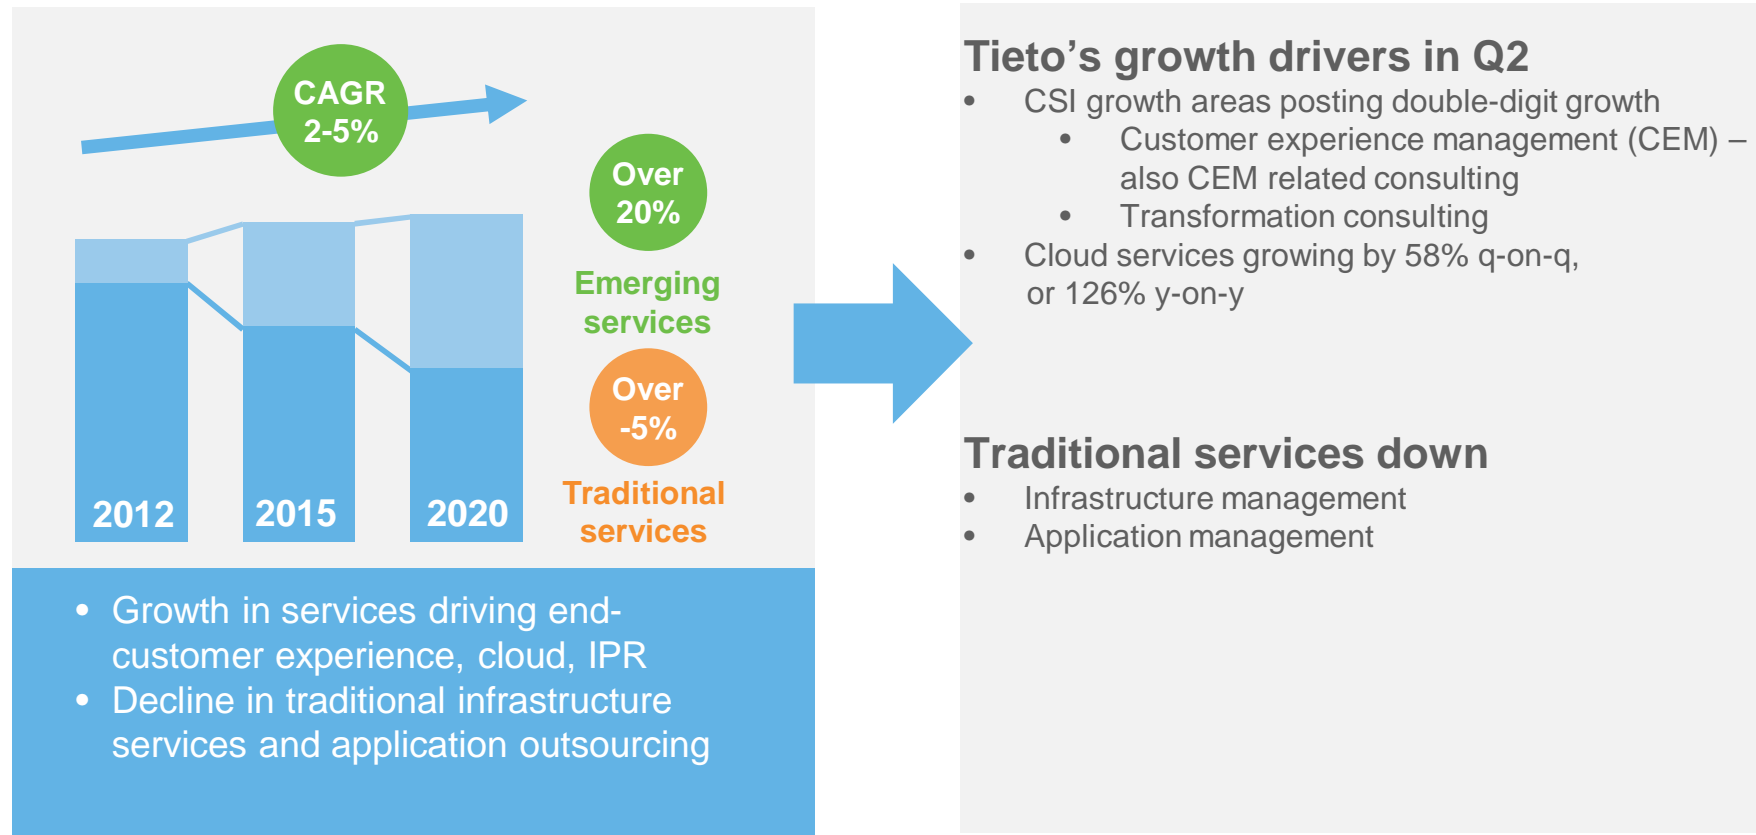 CAGR
2-5%
Over
20%
Emerging
services
Over
-5%
Traditional
services
2012
2015
2020
• Growth in services driving end-
customer experience, cloud, IPR
• Decline in traditional infrastructure
services and application outsourcing
Tieto’s growth drivers in Q2
• CSI growth areas posting double-digit growth
• Customer experience management (CEM) –
also CEM related consulting
• Transformation consulting
• Cloud services growing by 58% q-on-q,
or 126% y-on-y
Traditional services down
• Infrastructure management
• Application management